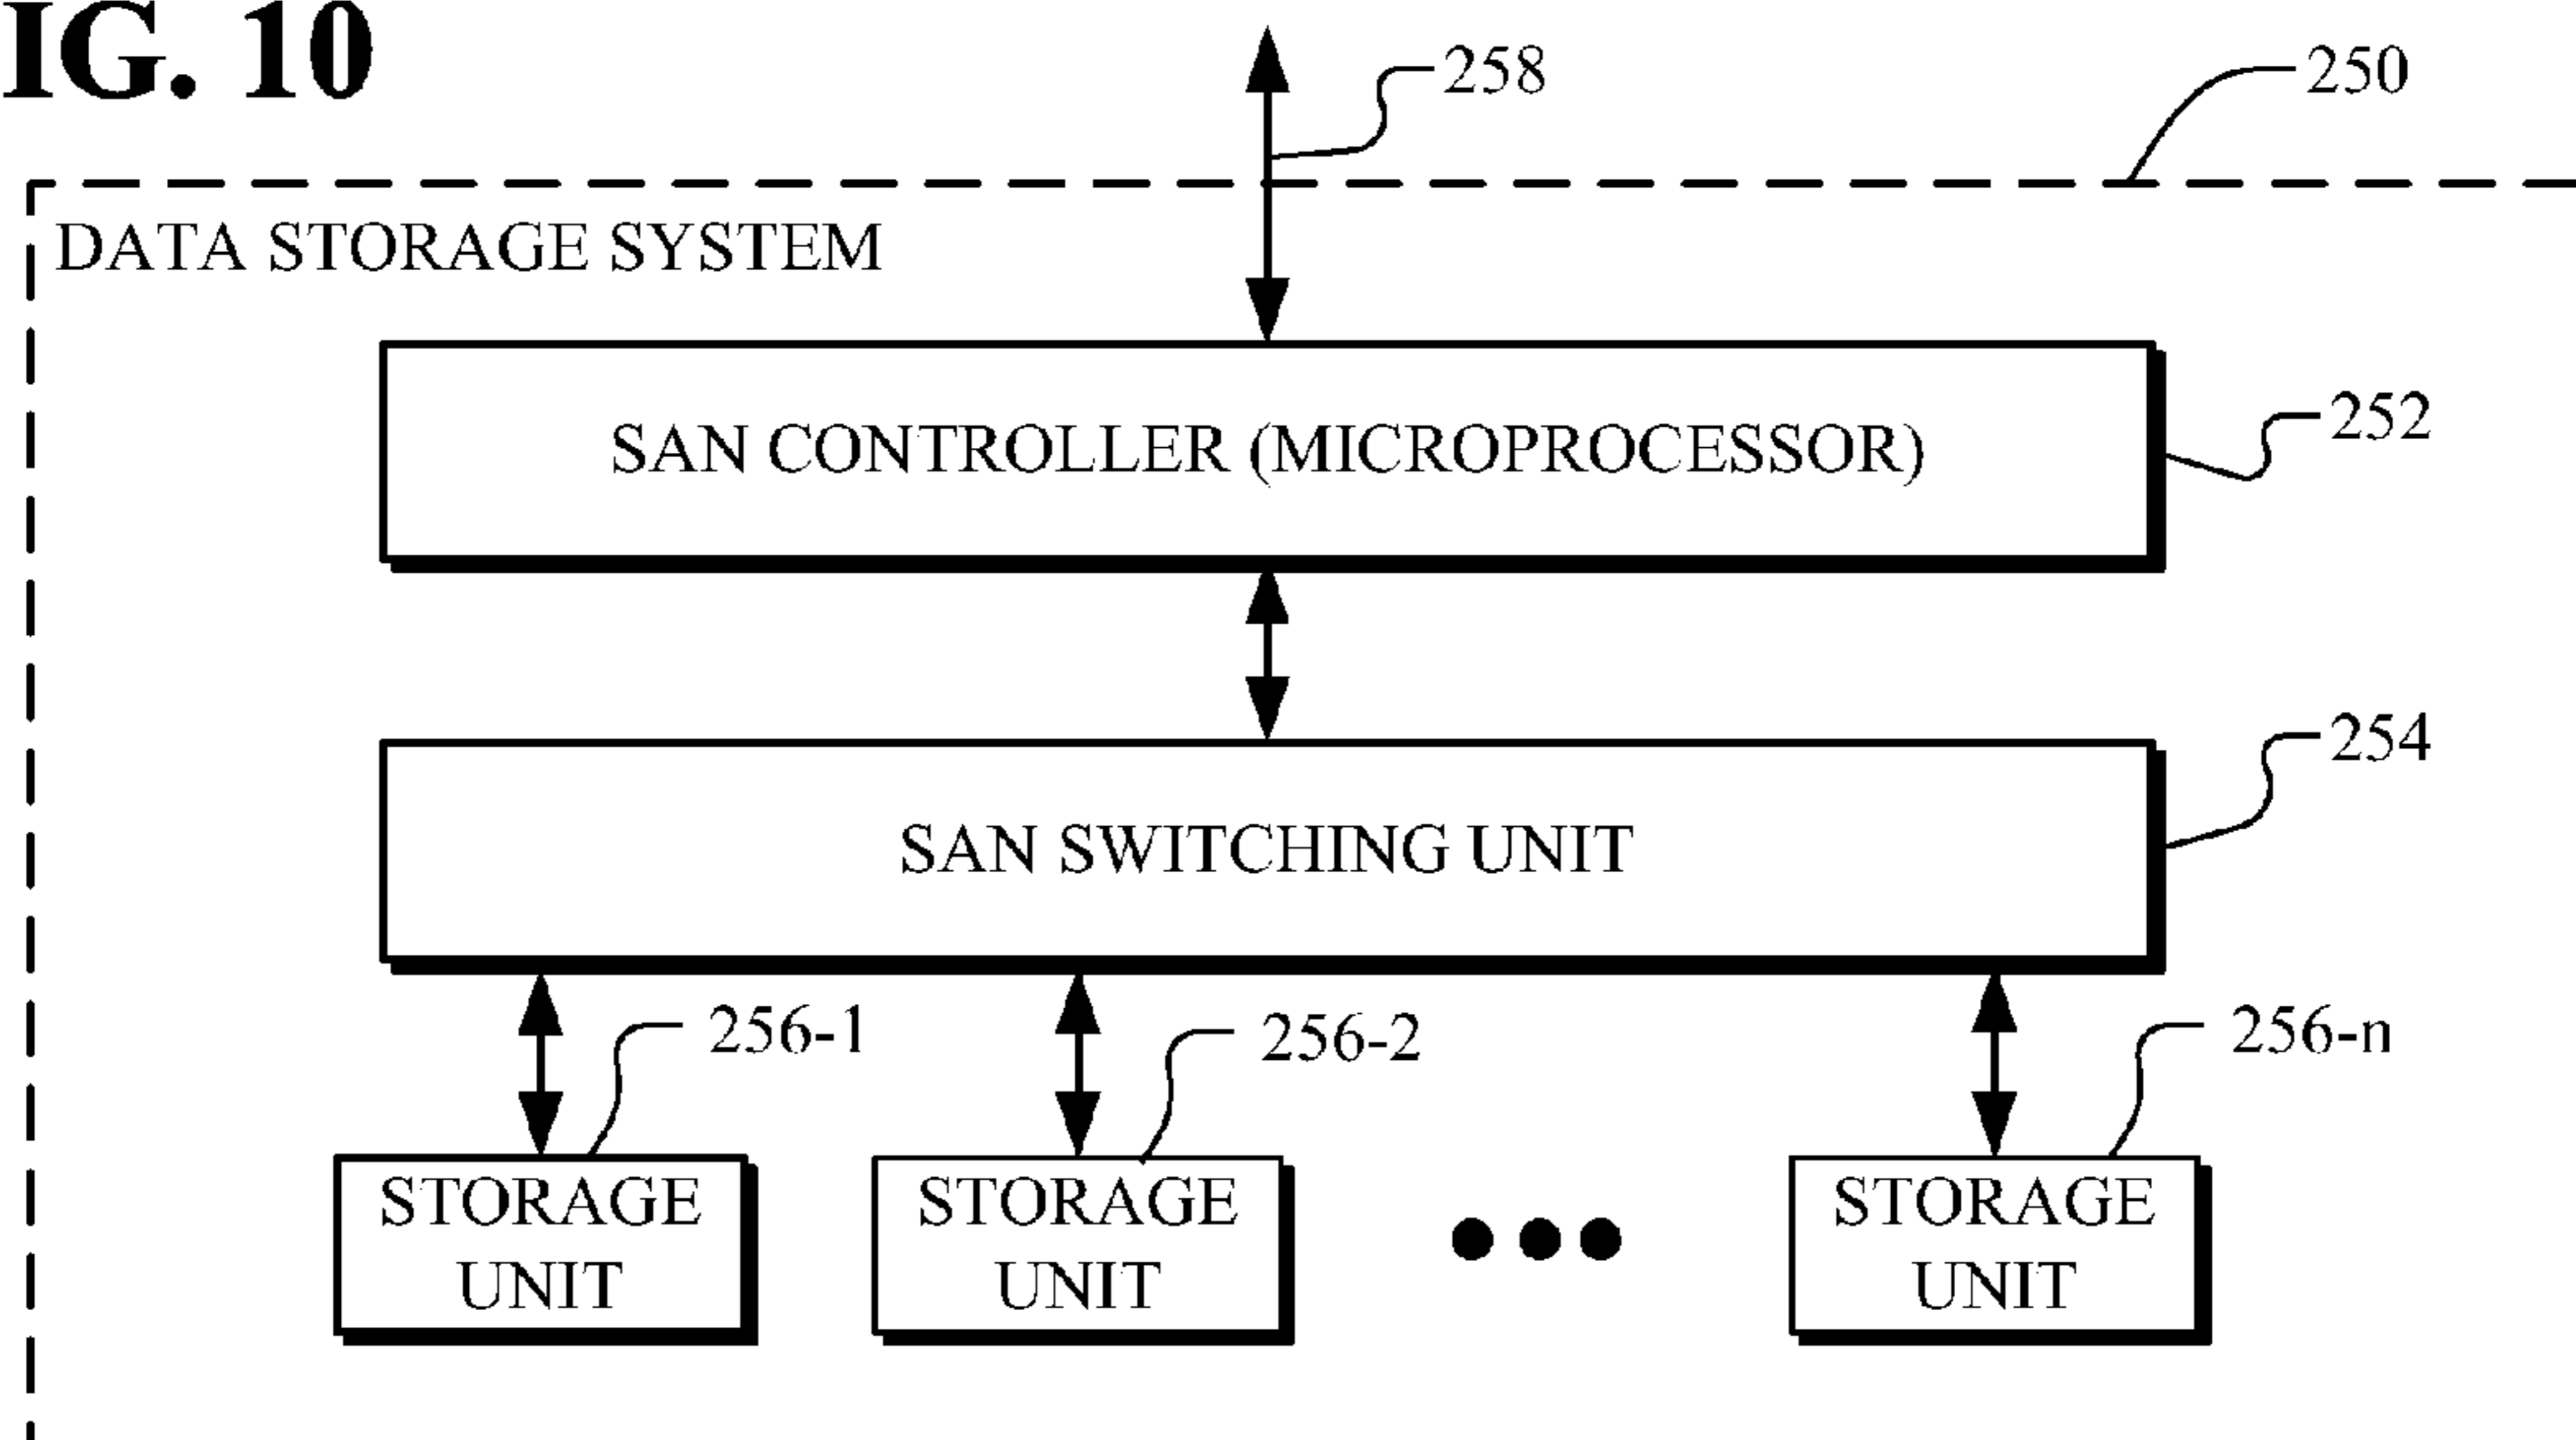 IG. 10
258
250
DATA STORAGE SYSTEM
SAN CONTROLLER (MICROPROCESSOR)
252
254
SAN SWITCHING UNIT
256-1
256-2
256-n
STORAGE
UNIT
STORAGE
UNIT
STORAGE
UNIT